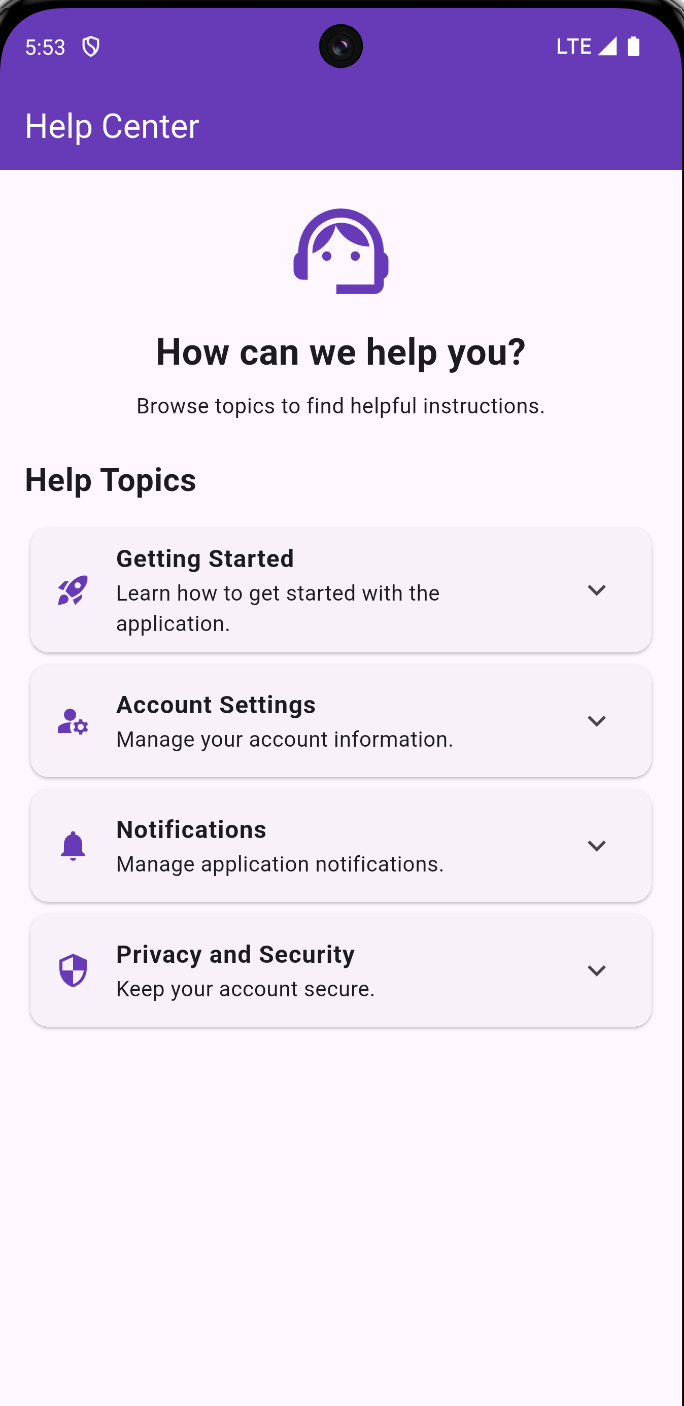 5:53
LTE
Help Center
How can we help you?
Browse topics to find helpful instructions.
Help Topics
Getting Started
Learn how to get started with the
application.
Account Settings
Manage your account information.
Notifications
Manage application notifications.
Privacy and Security
Keep your account secure.